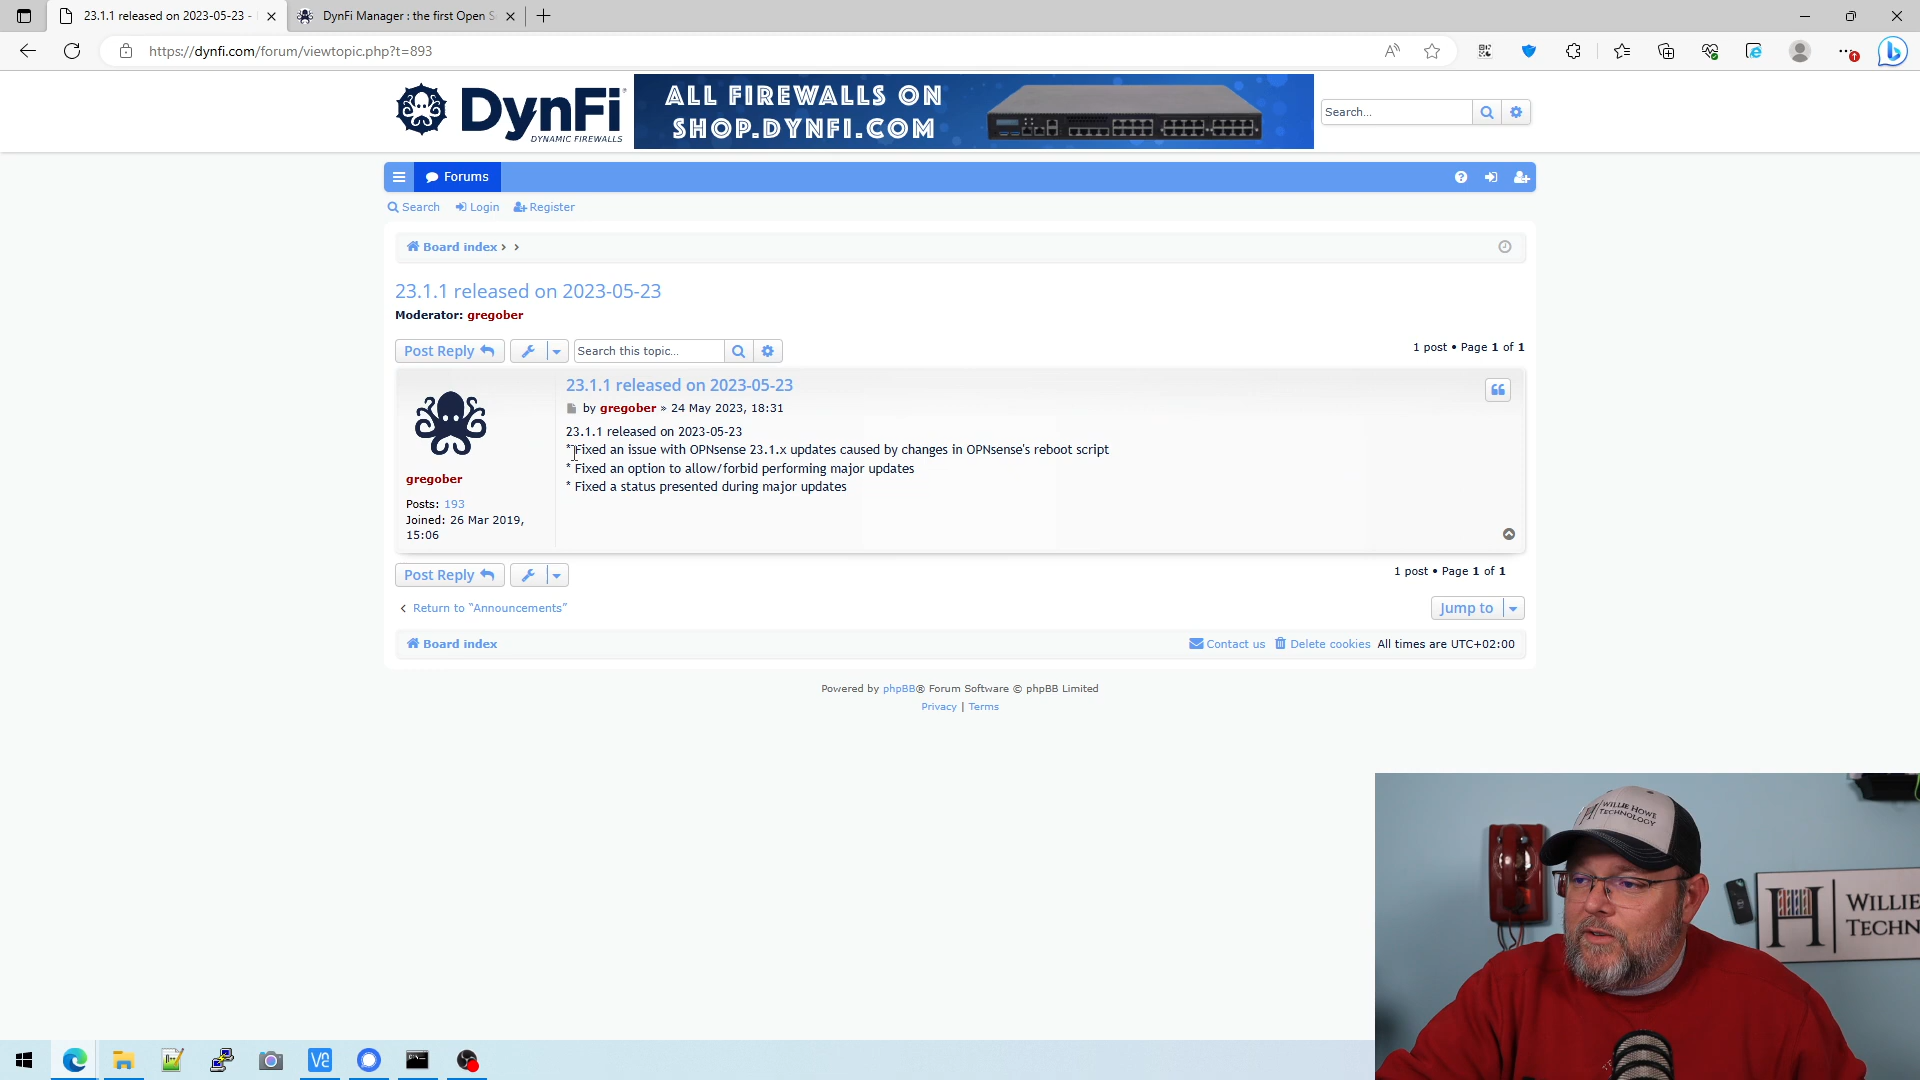 23.1.1 released on 2023-05-23 -
DynFi Manager : the first Open S
https://dynfi.com/forum/viewtopic.php?t=893
DynFi
DYNAMIC FIREWALLS
ALL FIREWALLS ON
SHOP.DYNFI.COM
Search...
Forums
Search Login Register
Board index
23.1.1 released on 2023-05-23
Moderator: gregober
Post Reply
Search this topic...
1 post • Page 1 of 1
23.1.1 released on 2023-05-23
by gregober » 24 May 2023, 18:31
23.1.1 released on 2023-05-23
* Fixed an issue with OPNsense 23.1.x updates caused by changes in OPNsense's reboot script
* Fixed an option to allow/forbid performing major updates
* Fixed a status presented during major updates
gregober
Posts: 193
Joined: 26 Mar 2019,
15:06
Post Reply
1 post • Page 1 of 1
Return to “Announcements”
Jump to
Board index
Contact us Delete cookies All times are UTC+02:00
Powered by phpBB® Forum Software © phpBB Limited
Privacy | Terms
WILLIE HOWE
TECHNOLOGY
WILLIE
TECHN